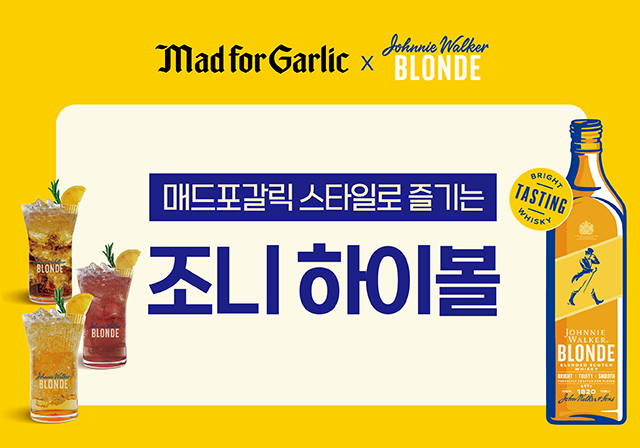 Mad for Garlic x Johnnie Walker BLONDE
매드포갈릭 스타일로 즐기는
조니 하이볼
BRIGHT
TASTING
WHISKY
BLONDE
BLONDE
Johnnie Walker
BLONDE
JOHNNIE
WALKER
BLONDE
BLENDED SCOTCH
WHISKY
BRIGHT FRUITY SMOOTH
ESTD
1820
John Walker & Sons